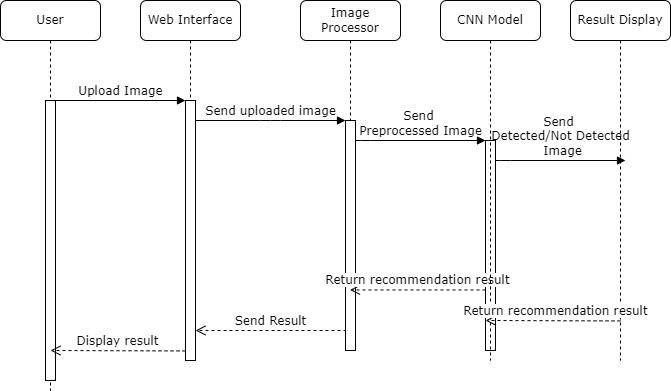 User
Web Interface
Image
Processor
CNN Model
Result Display
Upload Image
Send uploaded image
Send
Preprocessed Image
Send
Detected/Not Detected
Image
Return recommendation result
Return recommendation result
Send Result
Display result